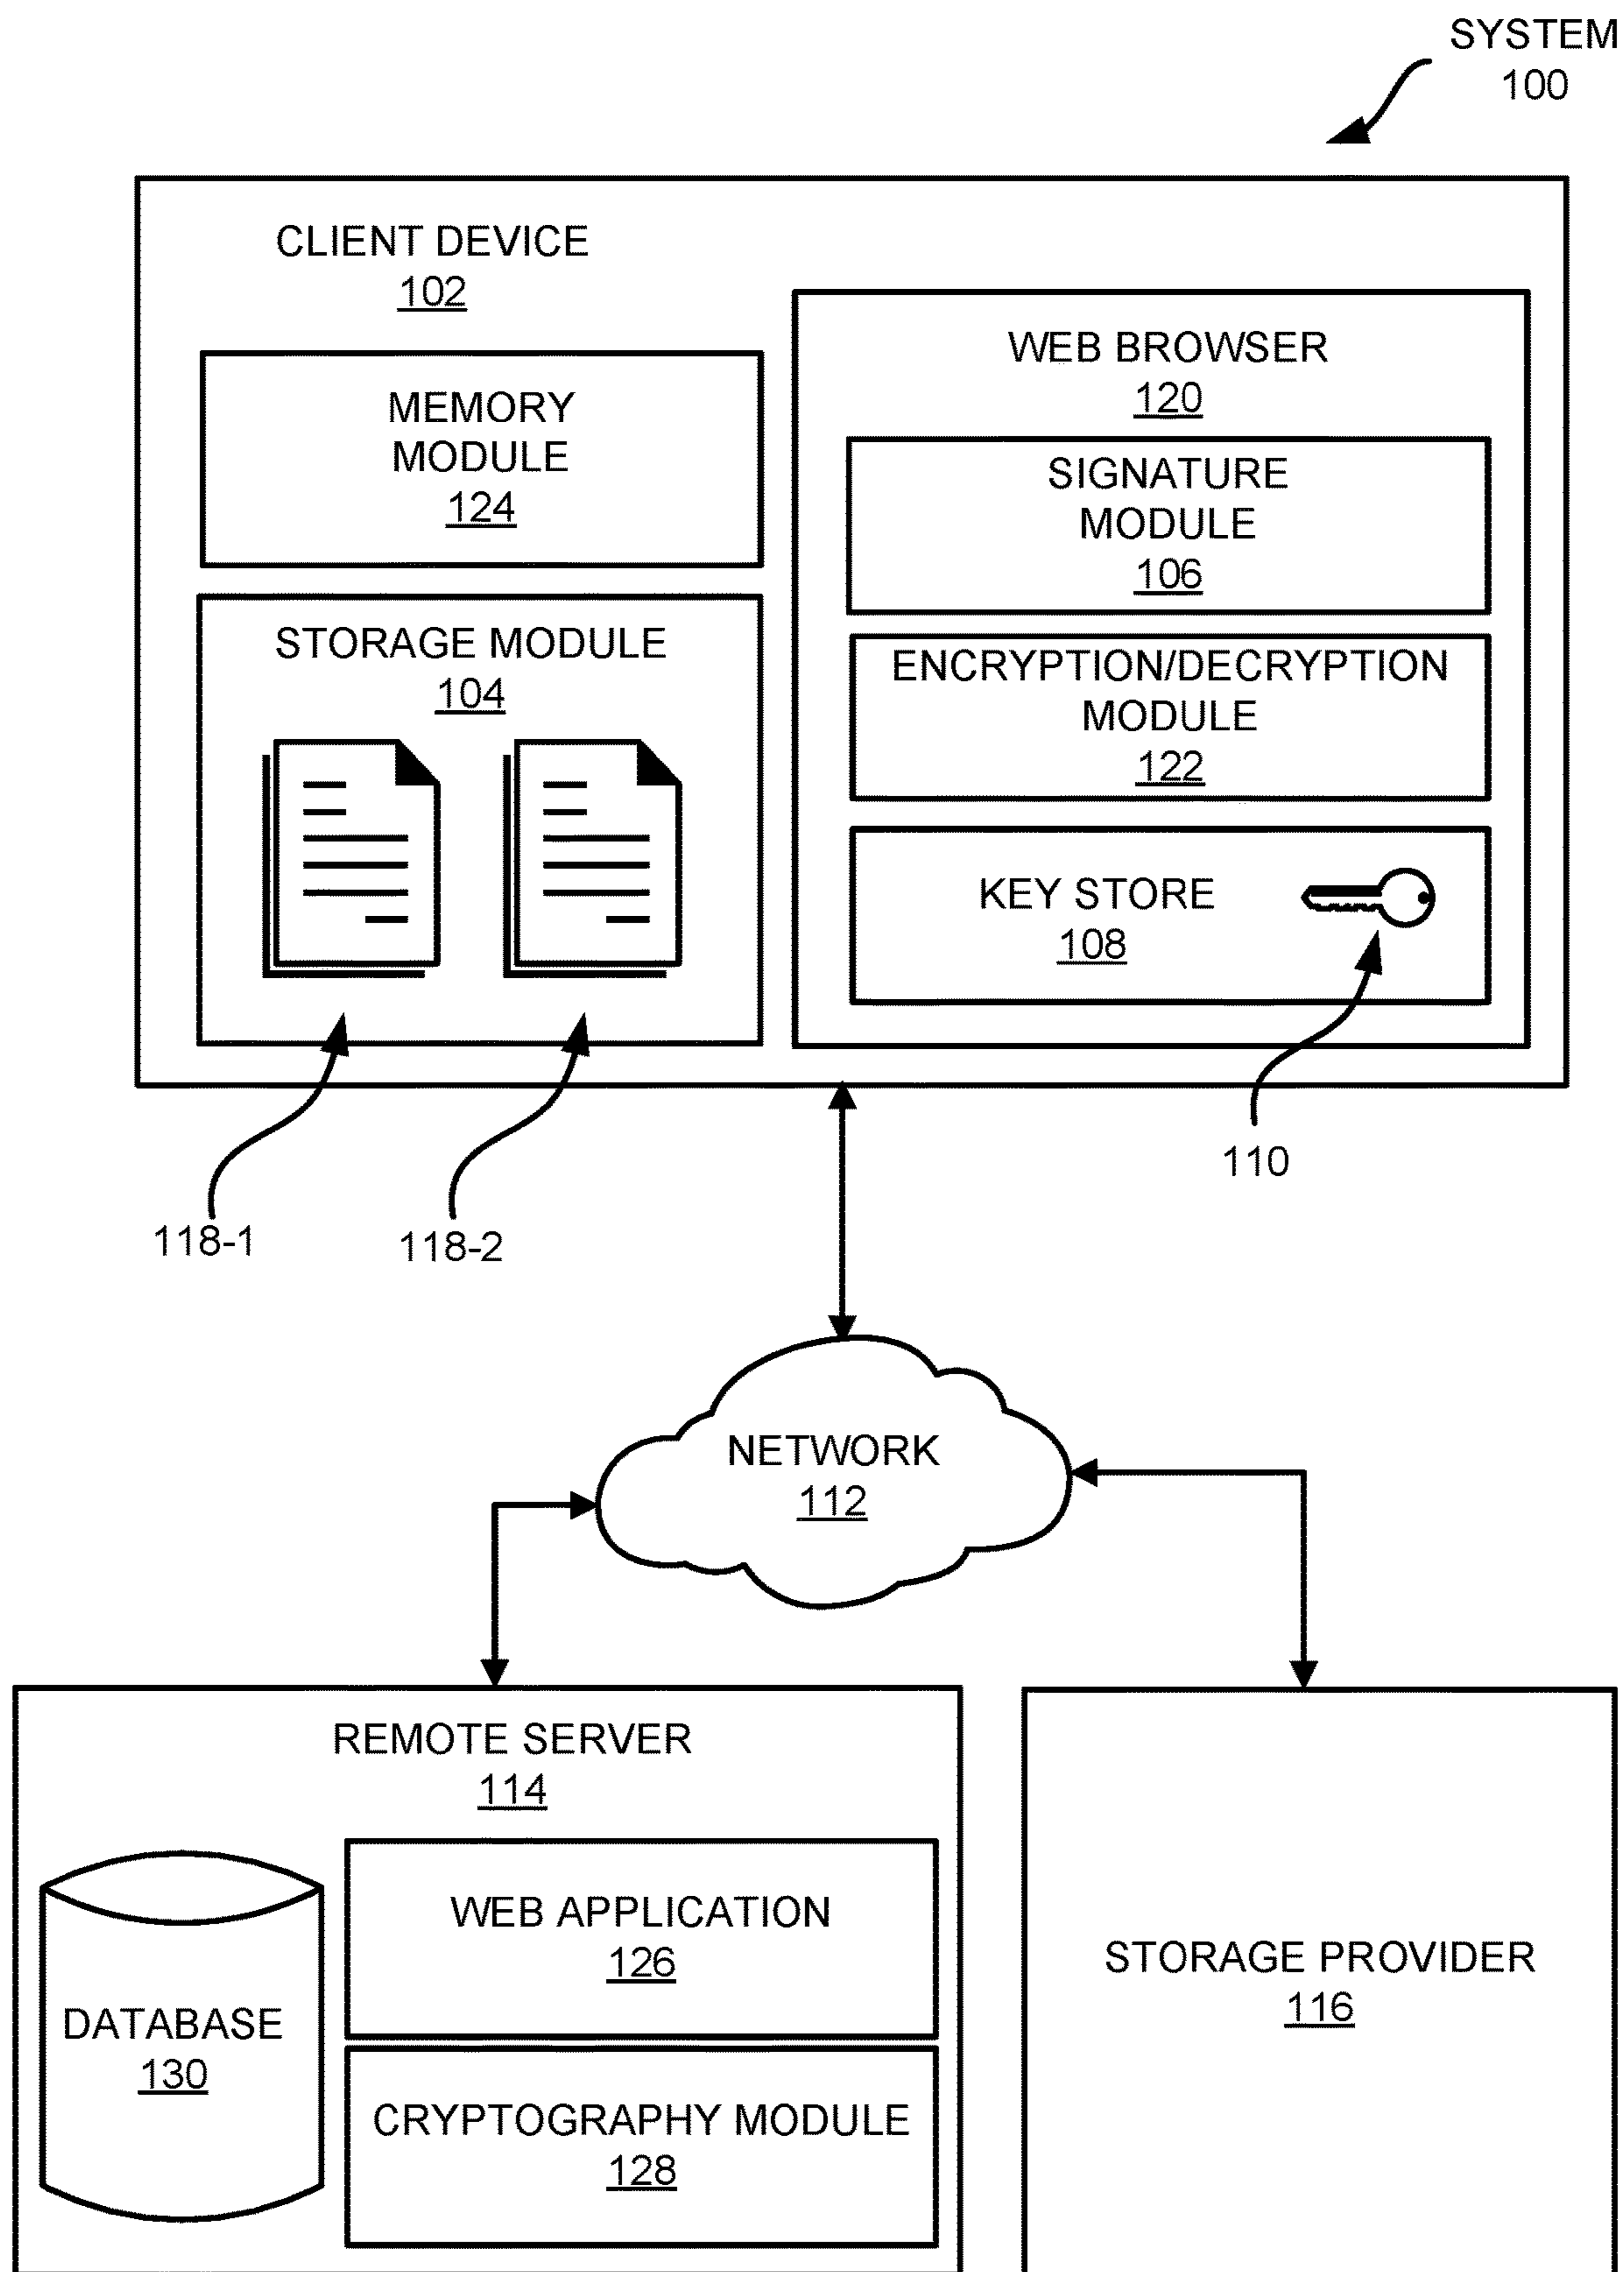 SYSTEM
100
CLIENT DEVICE
102
MEMORY
MODULE
124
STORAGE MODULE
104
WEB BROWSER
120
SIGNATURE
MODULE
106
ENCRYPTION/DECRYPTION
MODULE
122
KEY STORE
108
110
118-1
118-2
NETWORK
112
REMOTE SERVER
114
DATABASE
130
WEB APPLICATION
126
CRYPTOGRAPHY MODULE
128
STORAGE PROVIDER
116